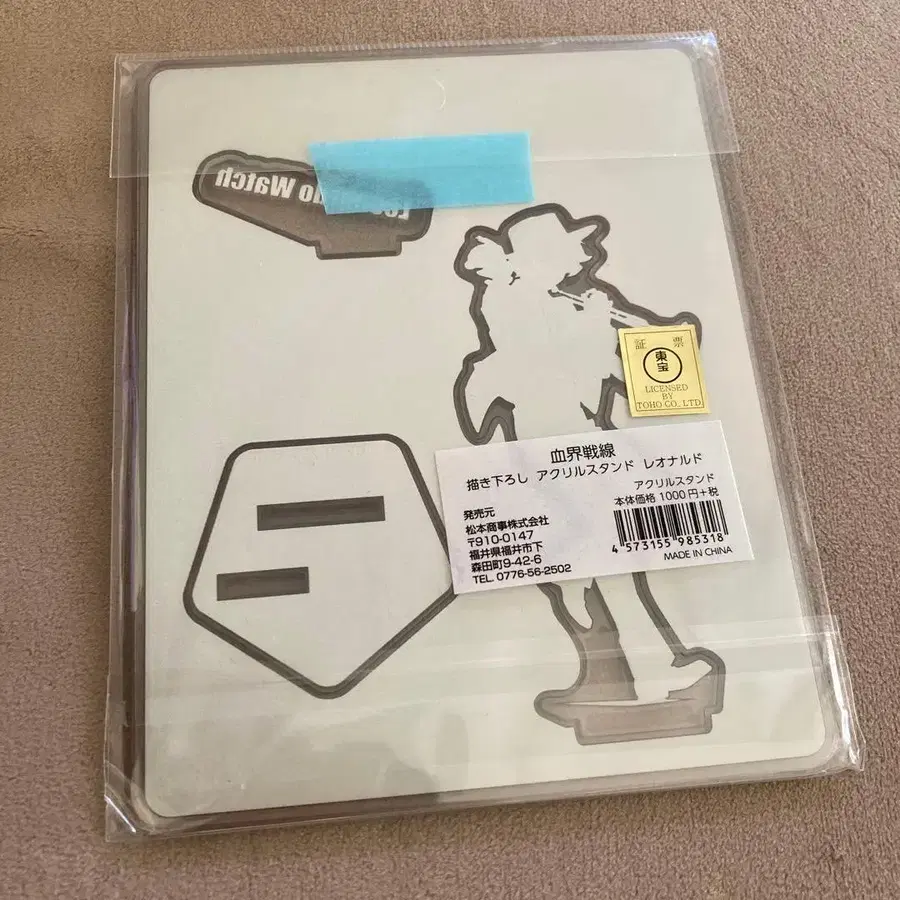 Watch
証 票
東宝
LICENSED
BY
TOHO CO., LTD.
血界戦線
描き下ろし アクリルスタンド レオナルド
アクリルスタンド
本体価格 1000円+税
発売元
松本商事株式会社
〒910-0147
福井県福井市下
森田町9-42-6
TEL. 0776-56-2502
4 573155 985318
MADE IN CHINA